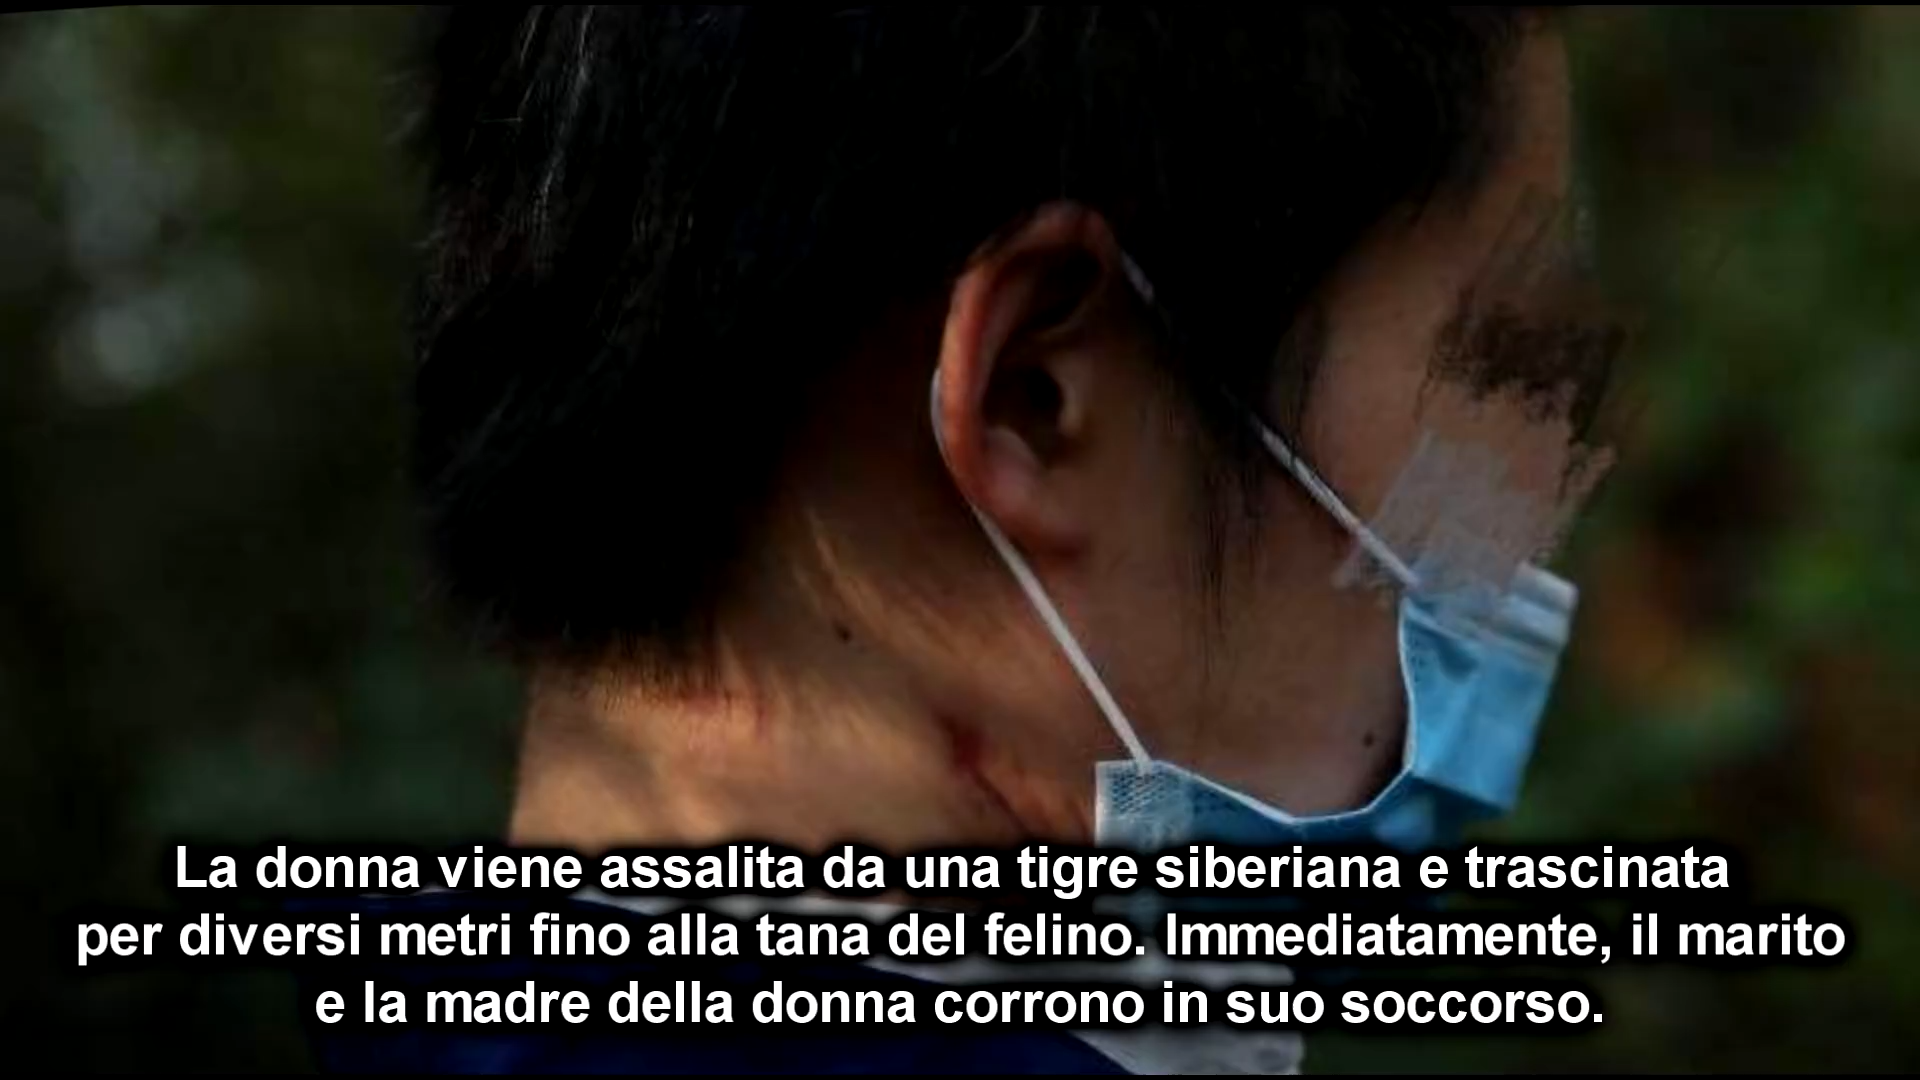 La donna viene assalita da una tigre siberiana e trascinata
per diversi metri fino alla tana del felino. Immediatamente, il marito
e la madre della donna corrono in suo soccorso.